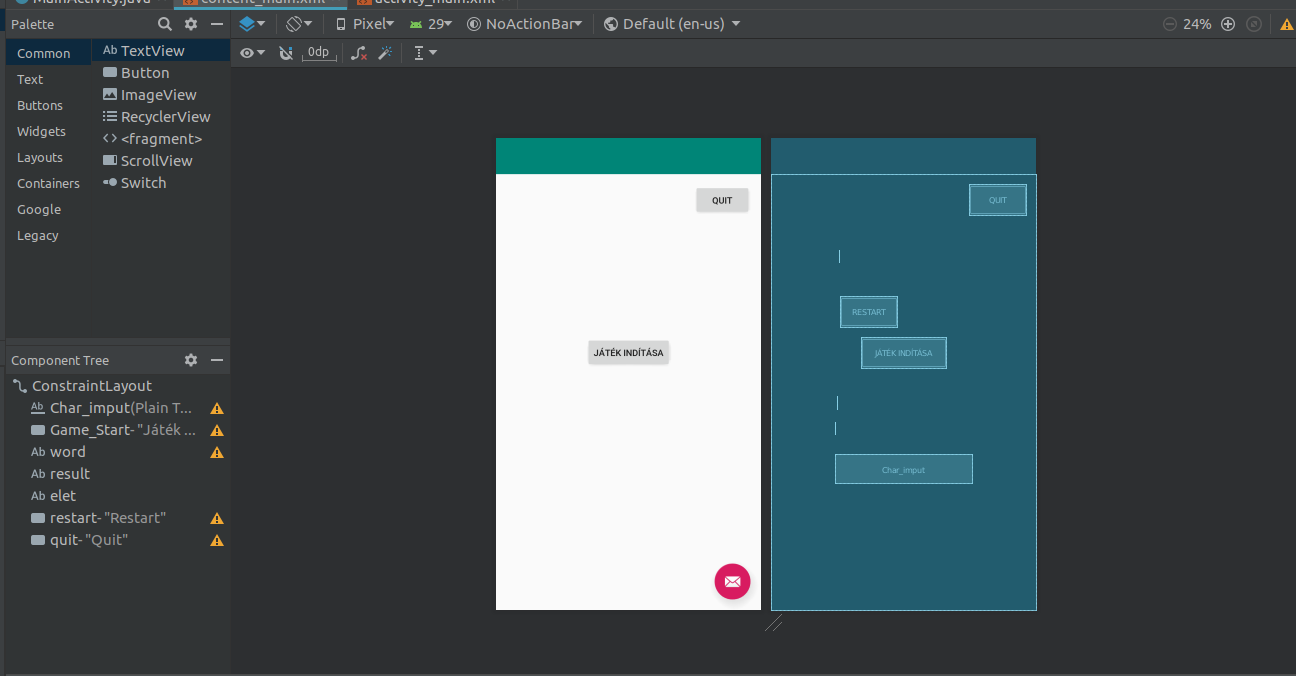 MainActivity.java content_main.xml activity_main.xml
Palette Pixel 29 NoActionBar Default (en-us) 24%
Common Ab TextView 0dp
Text Button
Buttons ImageView
Widgets RecyclerView
Layouts <> <fragment>
Containers ScrollView
Google Switch
Legacy
QUIT QUIT
RESTART
JÁTÉK INDÍTÁSA JÁTÉK INDÍTÁSA
Char_imput
Component Tree
ConstraintLayout
Ab Char_imput(Plain T...
Game_Start- "Játék ...
Ab word
Ab result
Ab elet
restart- "Restart"
quit- "Quit"